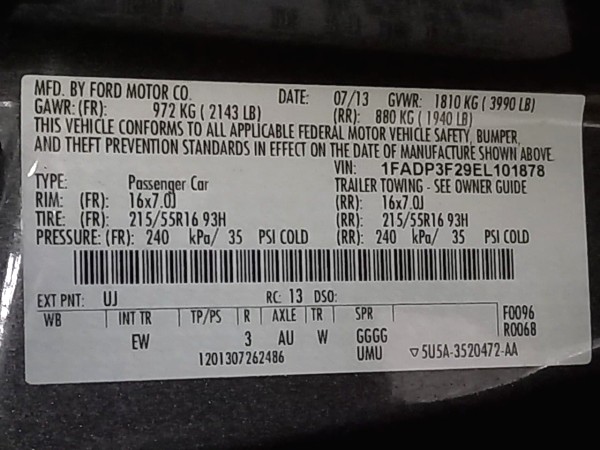 MFD. BY FORD MOTOR CO. DATE: 07/13 GVWR: 1810 KG ( 3990 LB)
GAWR: (FR): 972 KG ( 2143 LB) (RR): 880 KG ( 1940 LB)
THIS VEHICLE CONFORMS TO ALL APPLICABLE FEDERAL MOTOR VEHICLE SAFETY, BUMPER,
AND THEFT PREVENTION STANDARDS IN EFFECT ON THE DATE OF MANUFACTURE SHOWN ABOVE.
VIN: 1FADP3F29EL101878
TYPE: Passenger Car TRAILER TOWING - SEE OWNER GUIDE
RIM: (FR): 16x7.0J (RR): 16x7.0J
TIRE: (FR): 215/55R16 93H (RR): 215/55R16 93H
PRESSURE: (FR): 240 kPa/ 35 PSI COLD (RR): 240 kPa/ 35 PSI COLD
EXT PNT: UJ RC: 13 DSO:
WB INT TR TP/PS R AXLE TR SPR F0096
EW 3 AU W GGGG R0068
1201307262486 UMU ▽5U5A-3520472-AA